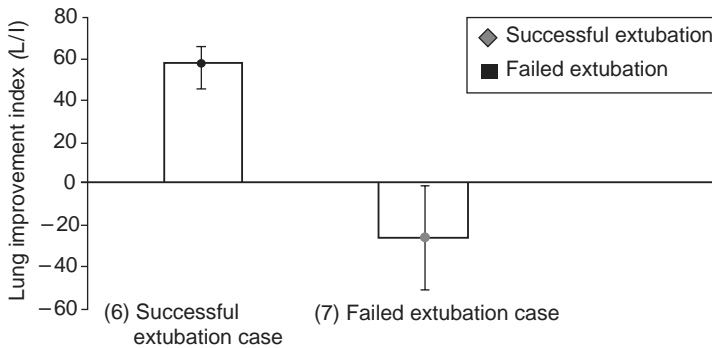 Lung improvement index (L/I)
80
60
40
20
0
−20
−40
−60
Successful extubation
Failed extubation
(6) Successful
extubation case
(7) Failed extubation case